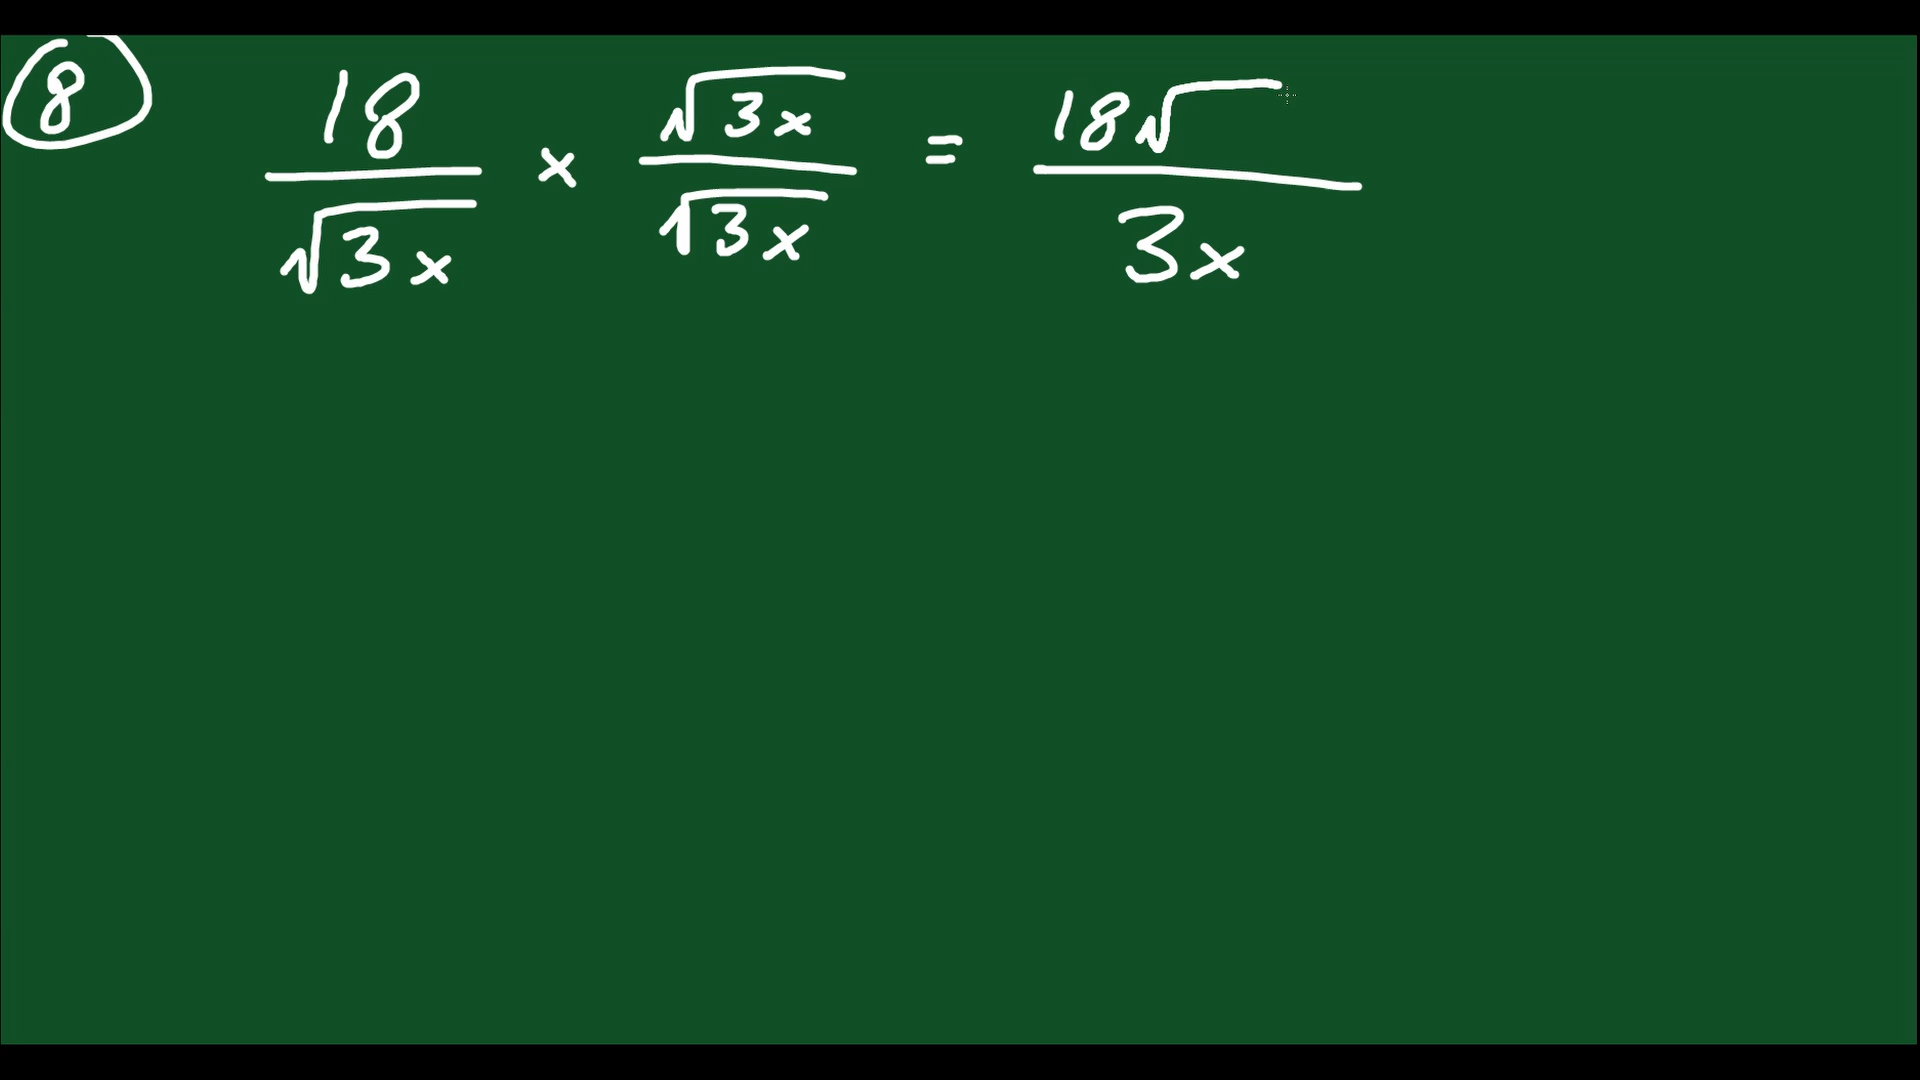 8
18/√3x × √3x/√3x = 18√/3x